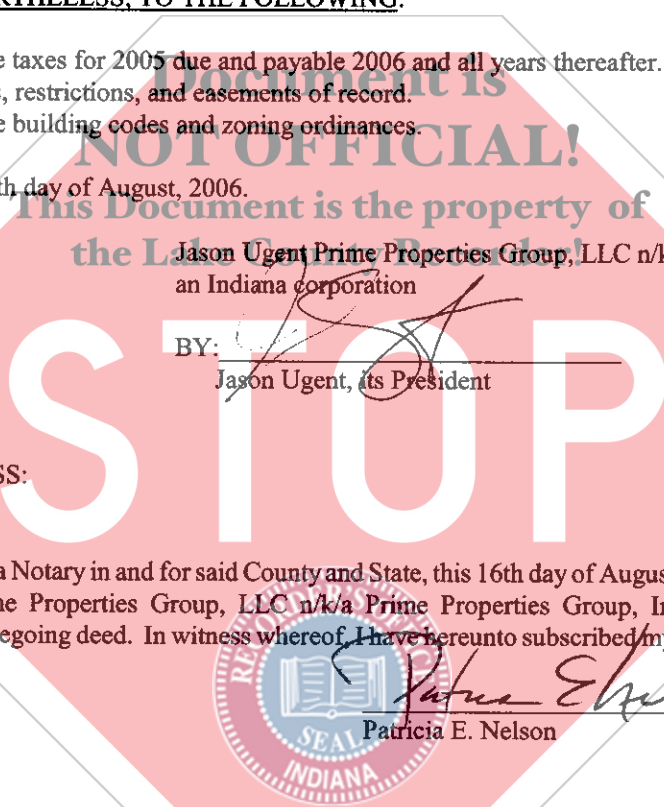 TO THE FOLLOWING:
e taxes for 2005 due and payable 2006 and all years thereafter.
, restrictions, and easements of record.
e building codes and zoning ordinances.
th day of August, 2006.
Document is
NOT OFFICIAL!
This Document is the property of
the Lake County Recorder!
Jason Ugent Prime Properties Group, LLC n/k
an Indiana corporation
BY:
Jason Ugent, its President
STOP
SS:
a Notary in and for said County and State, this 16th day of Augus
me Properties Group, LLC n/k/a Prime Properties Group, In
egoing deed. In witness whereof, I have hereunto subscribed my
Patricia E. Nelson
SEAL
INDIANA